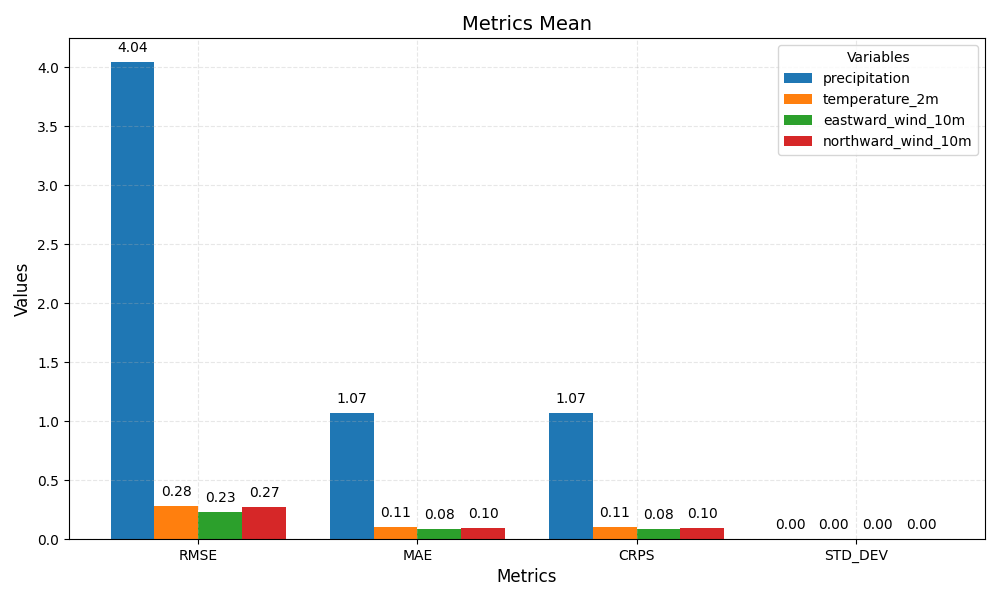 Metrics Mean
Variables
precipitation
temperature_2m
eastward_wind_10m
northward_wind_10m
Values
4.0
3.5
3.0
2.5
2.0
1.5
1.0
0.5
0.0
4.04
0.28
0.23
0.27
1.07
0.11
0.08
0.10
1.07
0.11
0.08
0.10
0.00
0.00
0.00
0.00
RMSE
MAE
CRPS
STD_DEV
Metrics